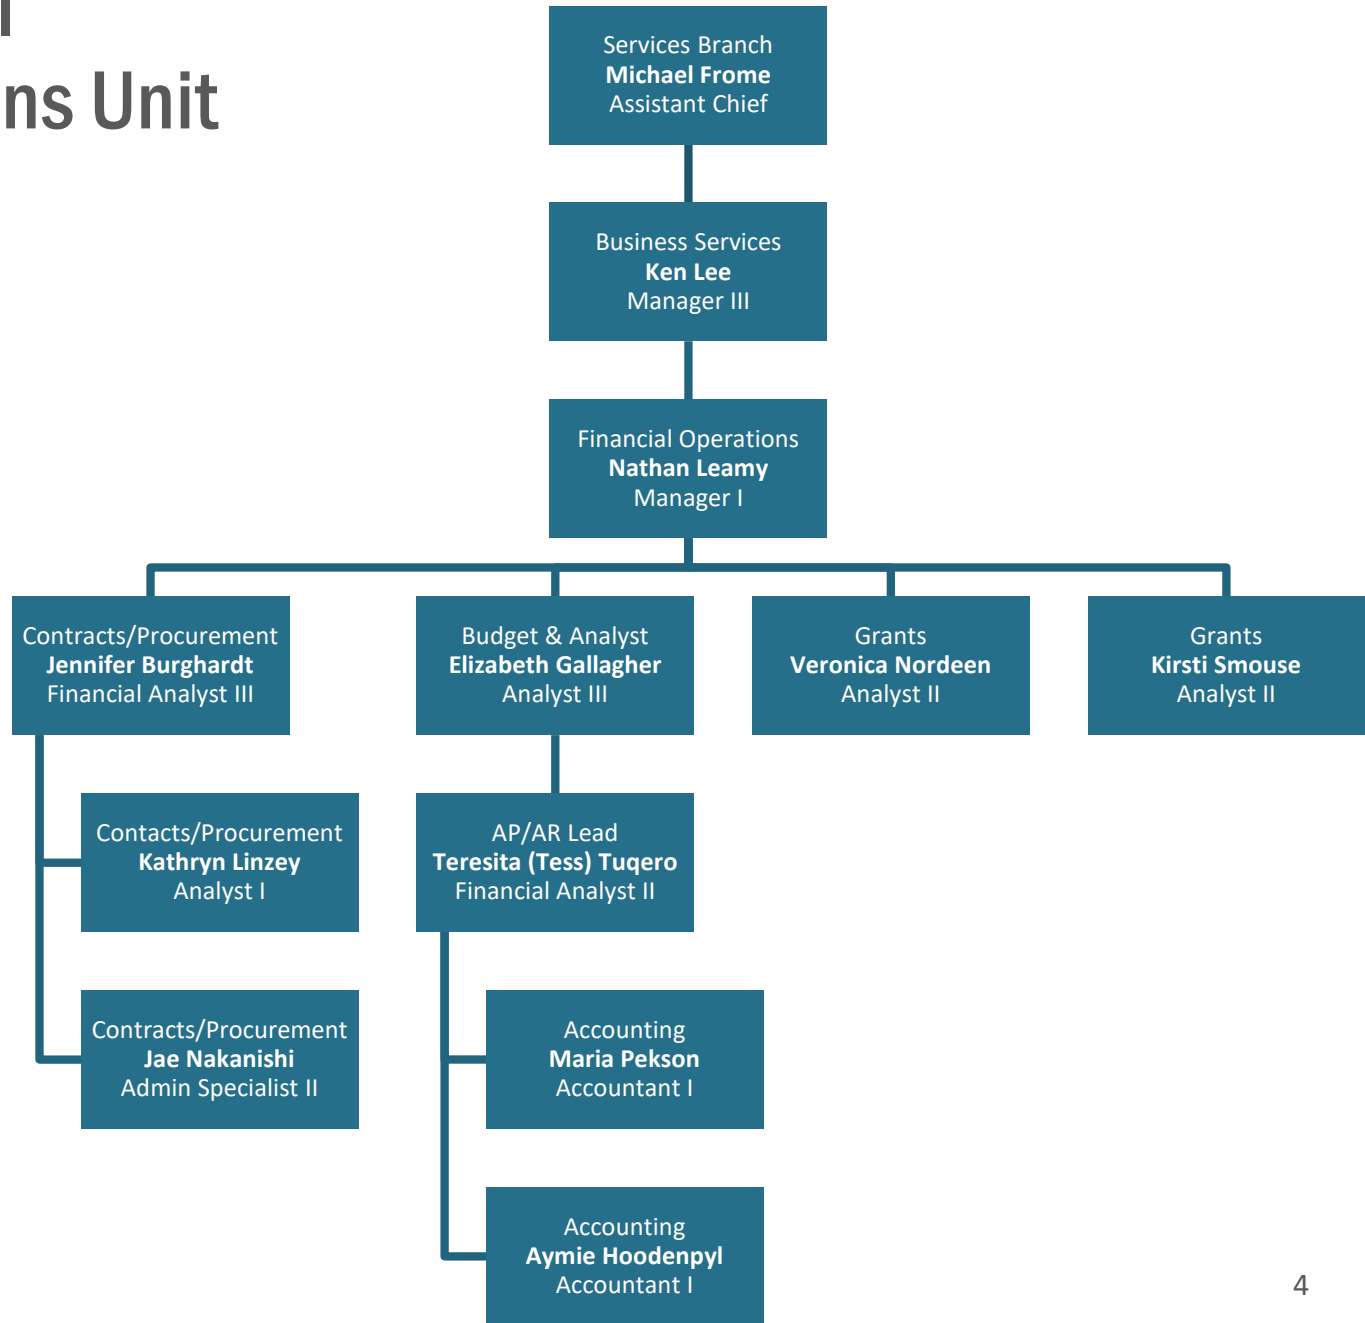 ns Unit
Services Branch
Michael Frome
Assistant Chief
Business Services
Ken Lee
Manager III
Financial Operations
Nathan Leamy
Manager I
Contracts/Procurement
Jennifer Burghardt
Financial Analyst III
Budget & Analyst
Elizabeth Gallagher
Analyst III
Grants
Veronica Nordeen
Analyst II
Grants
Kirsti Smouse
Analyst II
Contacts/Procurement
Kathryn Linzey
Analyst I
AP/AR Lead
Teresita (Tess) Tuqero
Financial Analyst II
Contracts/Procurement
Jae Nakanishi
Admin Specialist II
Accounting
Maria Pekson
Accountant I
Accounting
Aymie Hoodenpyl
Accountant I
4